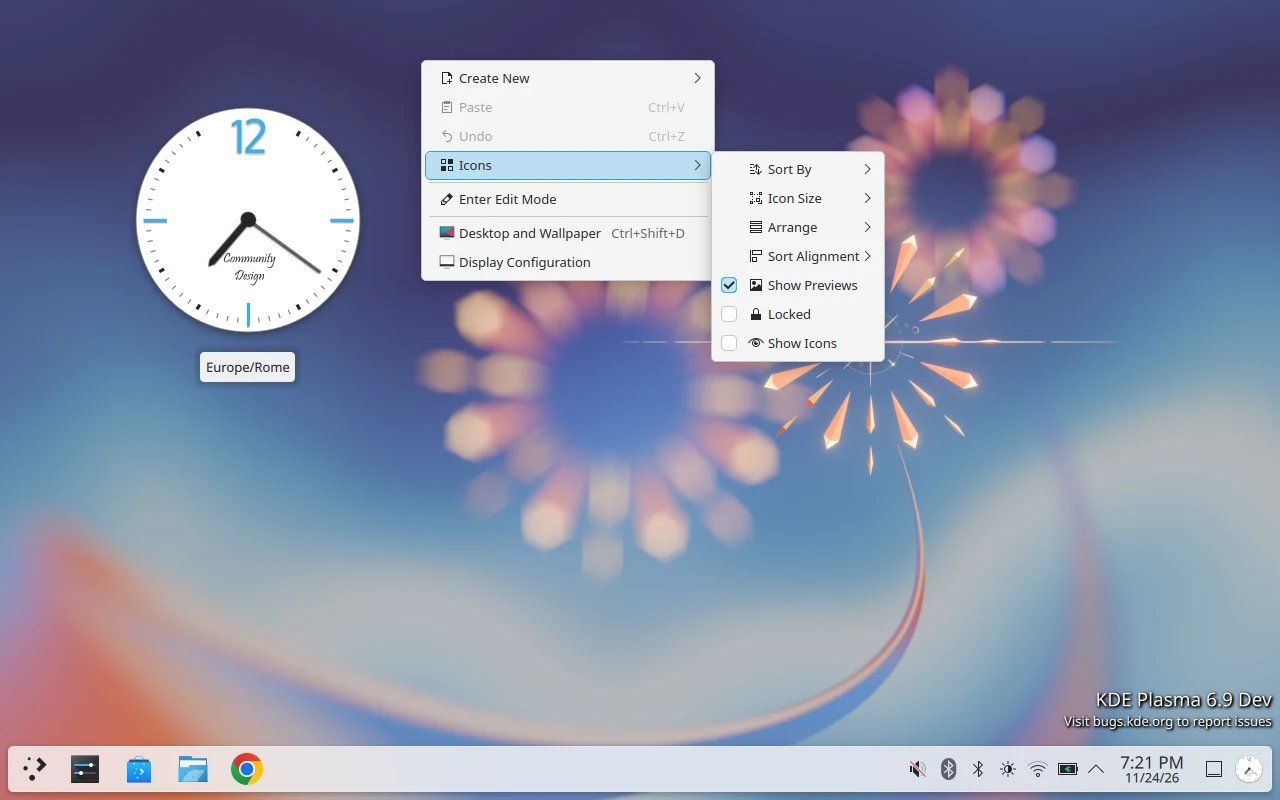 12
Community
Design
Europe/Rome
Create New
Paste Ctrl+V
Undo Ctrl+Z
Icons
Enter Edit Mode
Desktop and Wallpaper Ctrl+Shift+D
Display Configuration
Sort By
Icon Size
Arrange
Sort Alignment
Show Previews
Locked
Show Icons
KDE Plasma 6.9 Dev
Visit bugs.kde.org to report issues
7:21 PM
11/24/26